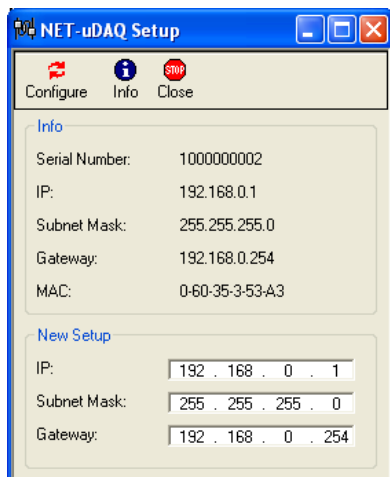 NET-uDAQ Setup
Configure Info STOP Close
Info
Serial Number: 1000000002
IP: 192.168.0.1
Subnet Mask: 255.255.255.0
Gateway: 192.168.0.254
MAC: 0-60-35-3-53-A3
New Setup
IP: 192 . 168 . 0 . 1
Subnet Mask: 255 . 255 . 255 . 0
Gateway: 192 . 168 . 0 . 254